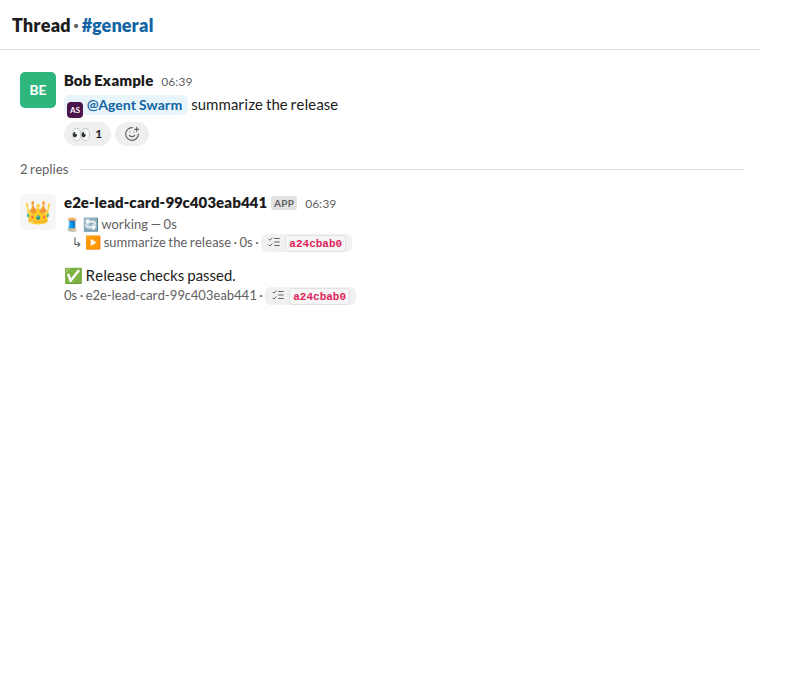 Thread · #general
BE
Bob Example 06:39
AS @Agent Swarm summarize the release
👀 1
2 replies
e2e-lead-card-99c403eab441 APP 06:39
🧵 🔄 working — 0s
↳ ▶️ summarize the release · 0s · a24cbab0
✅ Release checks passed.
0s · e2e-lead-card-99c403eab441 · a24cbab0